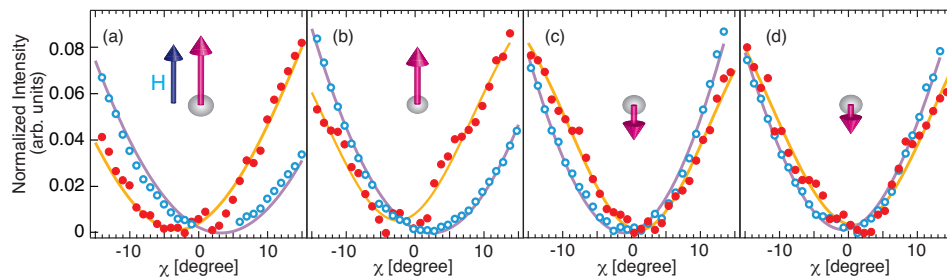 Normalized Intensity
(arb. units)
0.08
0.06
0.04
0.02
0
(a)
H
(b)
(c)
(d)
-10 0 10
-10 0 10
-10 0 10
-10 0 10
χ [degree]
χ [degree]
χ [degree]
χ [degree]